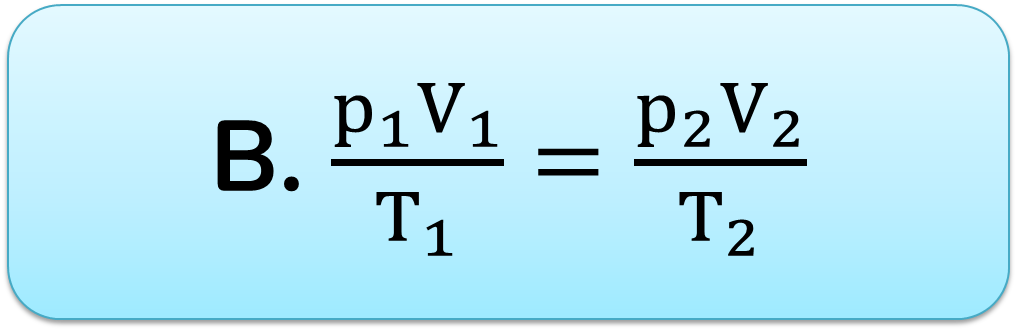 B. p₁V₁/T₁ = p₂V₂/T₂